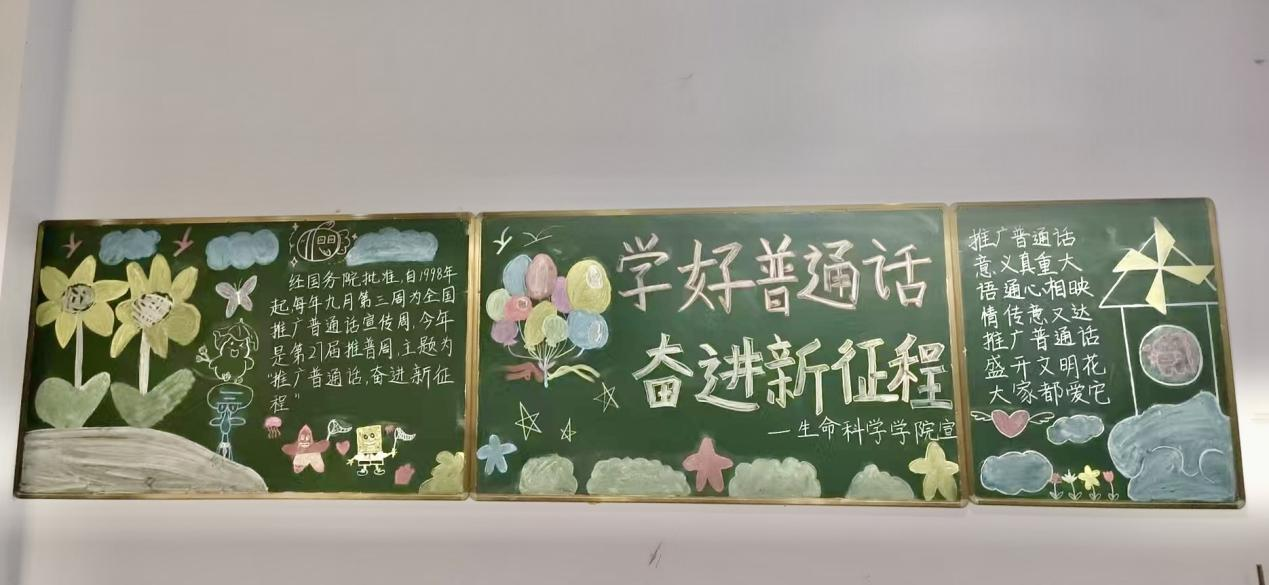 经国务院批准,自1998年
起,每年九月第三周为全国
推广普通话宣传周,今年
是第27届推普周,主题为
“推广普通话,奋进新征
程”
学好普通话
奋进新征程
—生命科学学院宣
推广普通话
意义真重大
语通心相映
情传意又达
推广普通话
盛开文明花
大家都爱它